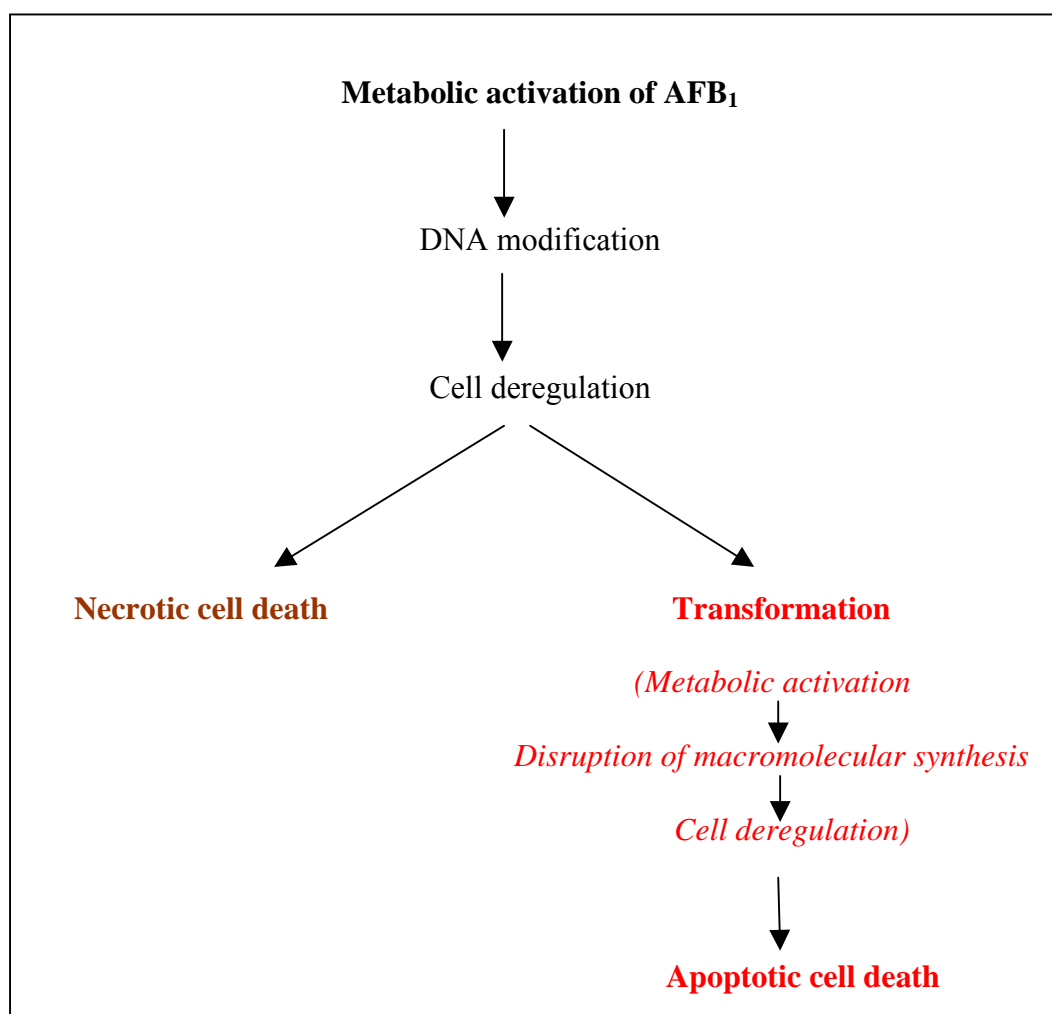 Metabolic activation of AFB₁
DNA modification
Cell deregulation
Necrotic cell death
Transformation
(Metabolic activation
Disruption of macromolecular synthesis
Cell deregulation)
Apoptotic cell death